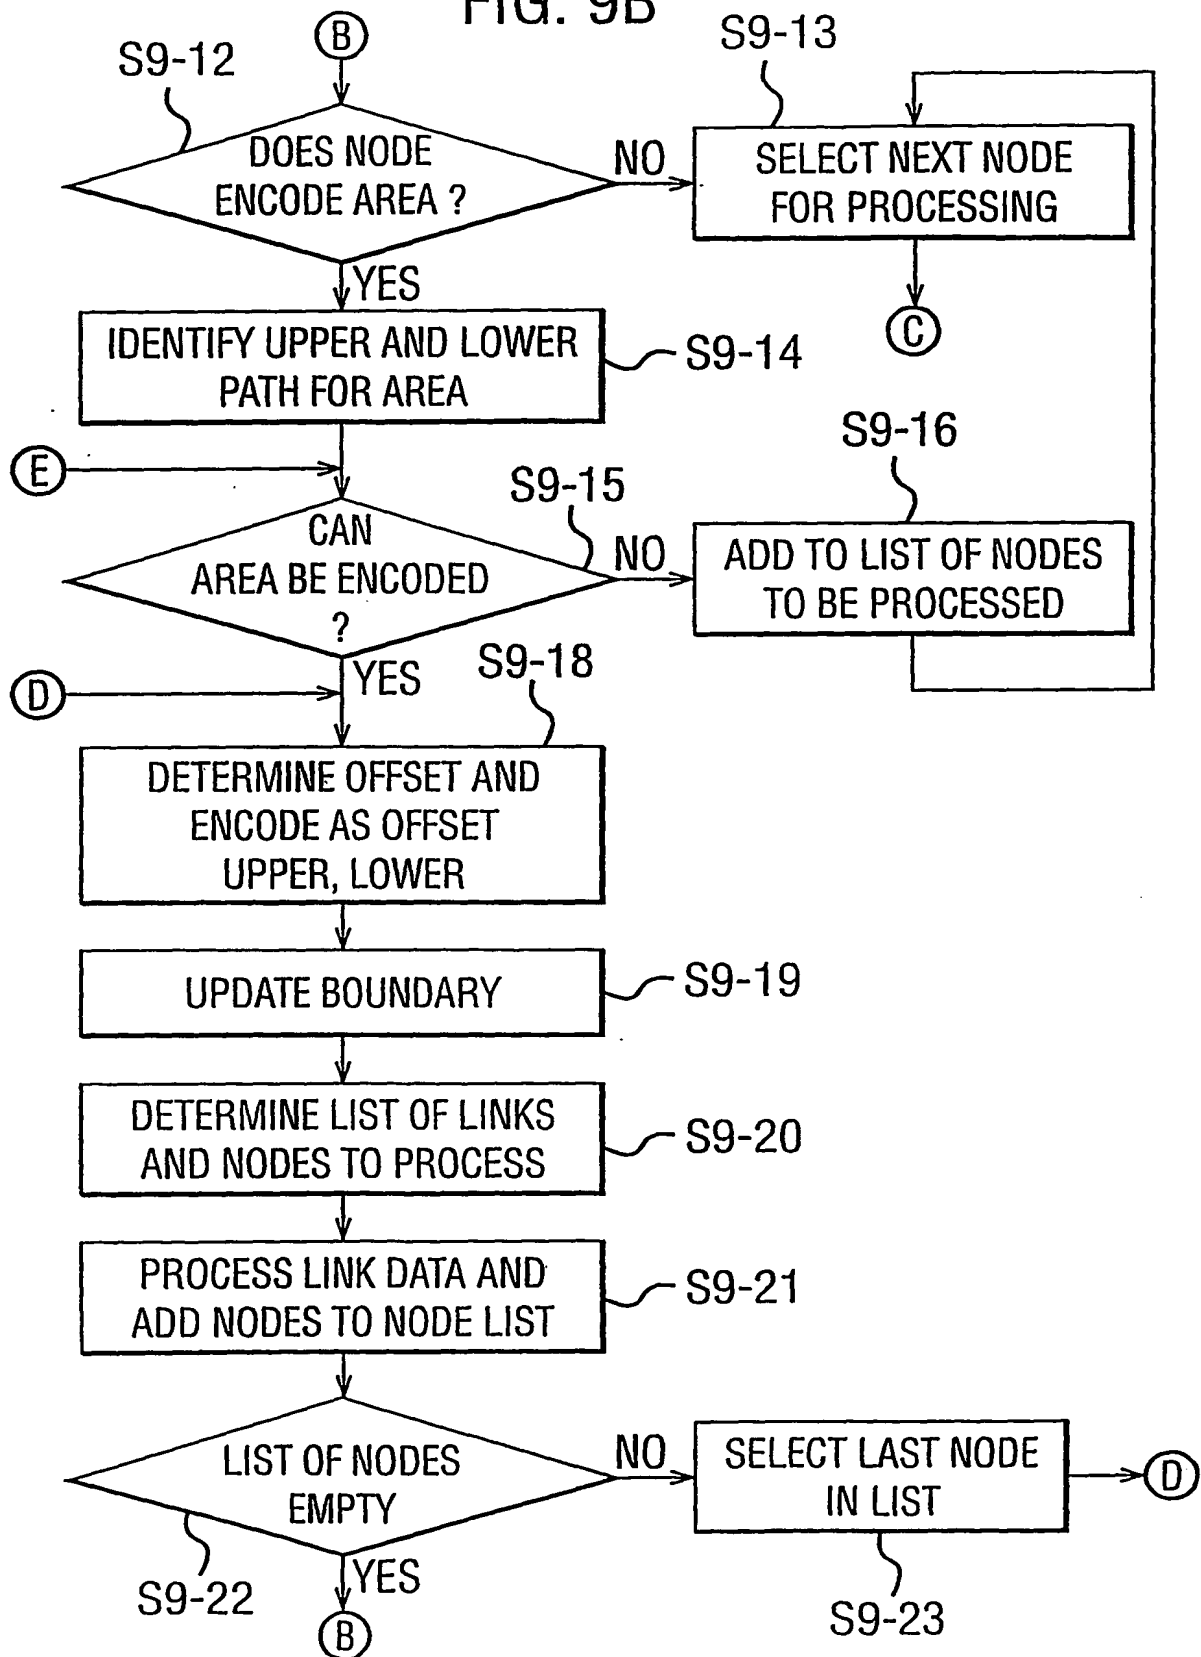 FIG. 9B
B
S9-12
S9-13
DOES NODE
ENCODE AREA ?
NO
SELECT NEXT NODE
FOR PROCESSING
YES
C
IDENTIFY UPPER AND LOWER
PATH FOR AREA
S9-14
E
S9-15
S9-16
CAN
AREA BE ENCODED
?
NO
ADD TO LIST OF NODES
TO BE PROCESSED
YES
D
S9-18
DETERMINE OFFSET AND
ENCODE AS OFFSET
UPPER, LOWER
UPDATE BOUNDARY
S9-19
DETERMINE LIST OF LINKS
AND NODES TO PROCESS
S9-20
PROCESS LINK DATA AND
ADD NODES TO NODE LIST
S9-21
LIST OF NODES
EMPTY
NO
SELECT LAST NODE
IN LIST
D
S9-22
YES
S9-23
B